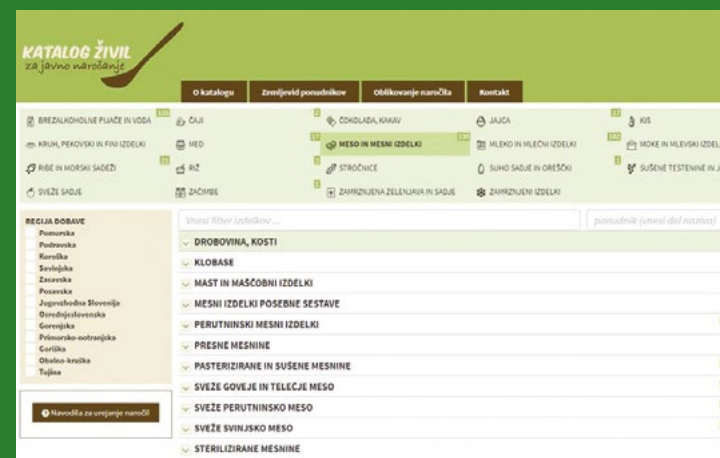 KATALOG ŽIVIL
za javno naročanje
O katalogu
Zemljevid ponudnikov
Oblikovanje naročila
Kontakt
BREZALKOHOLNE PIJAČE IN VODA
ČAJI
ČOKOLADA, KAKAV
JAJCA
KIS
KRUH, PEKOVSKI IN FINI IZDELKI
MED
MESO IN MESNI IZDELKI
MLEKO IN MLEČNI IZDELKI
MOKE IN MLEVSKI IZDEL
RIBE IN MORSKI SADEŽI
RIŽ
STROČNICE
SUHO SADJE IN OREŠČKI
SUŠENE TESTENINE IN
SVEŽE SADJE
ZAČIMBE
ZAMRZNJENA ZELENJAVA IN SADJE
ZAMRZNJENI IZDELKI
REGIJA DOBAVE
Pomurska
Podravska
Koroška
Savinjska
Zasavska
Posavska
Jugovzhodna Slovenija
Osrednjeslovenska
Gorenjska
Primorsko-notranjska
Goriška
Obalno-kraška
Tujina
Navodila za urejanje naročil
Vnesi filter izdelkov ...
ponudnik (vnesi del naziva)
DROBOVINA, KOSTI
KLOBASE
MAST IN MAŠČOBNI IZDELKI
MESNI IZDELKI POSEBNE SESTAVE
PERUTNINSKI MESNI IZDELKI
PRESNE MESNINE
PASTERIZIRANE IN SUŠENE MESNINE
SVEŽE GOVEJE IN TELEČJE MESO
SVEŽE PERUTNINSKO MESO
SVEŽE SVINJSKO MESO
STERILIZIRANE MESNINE